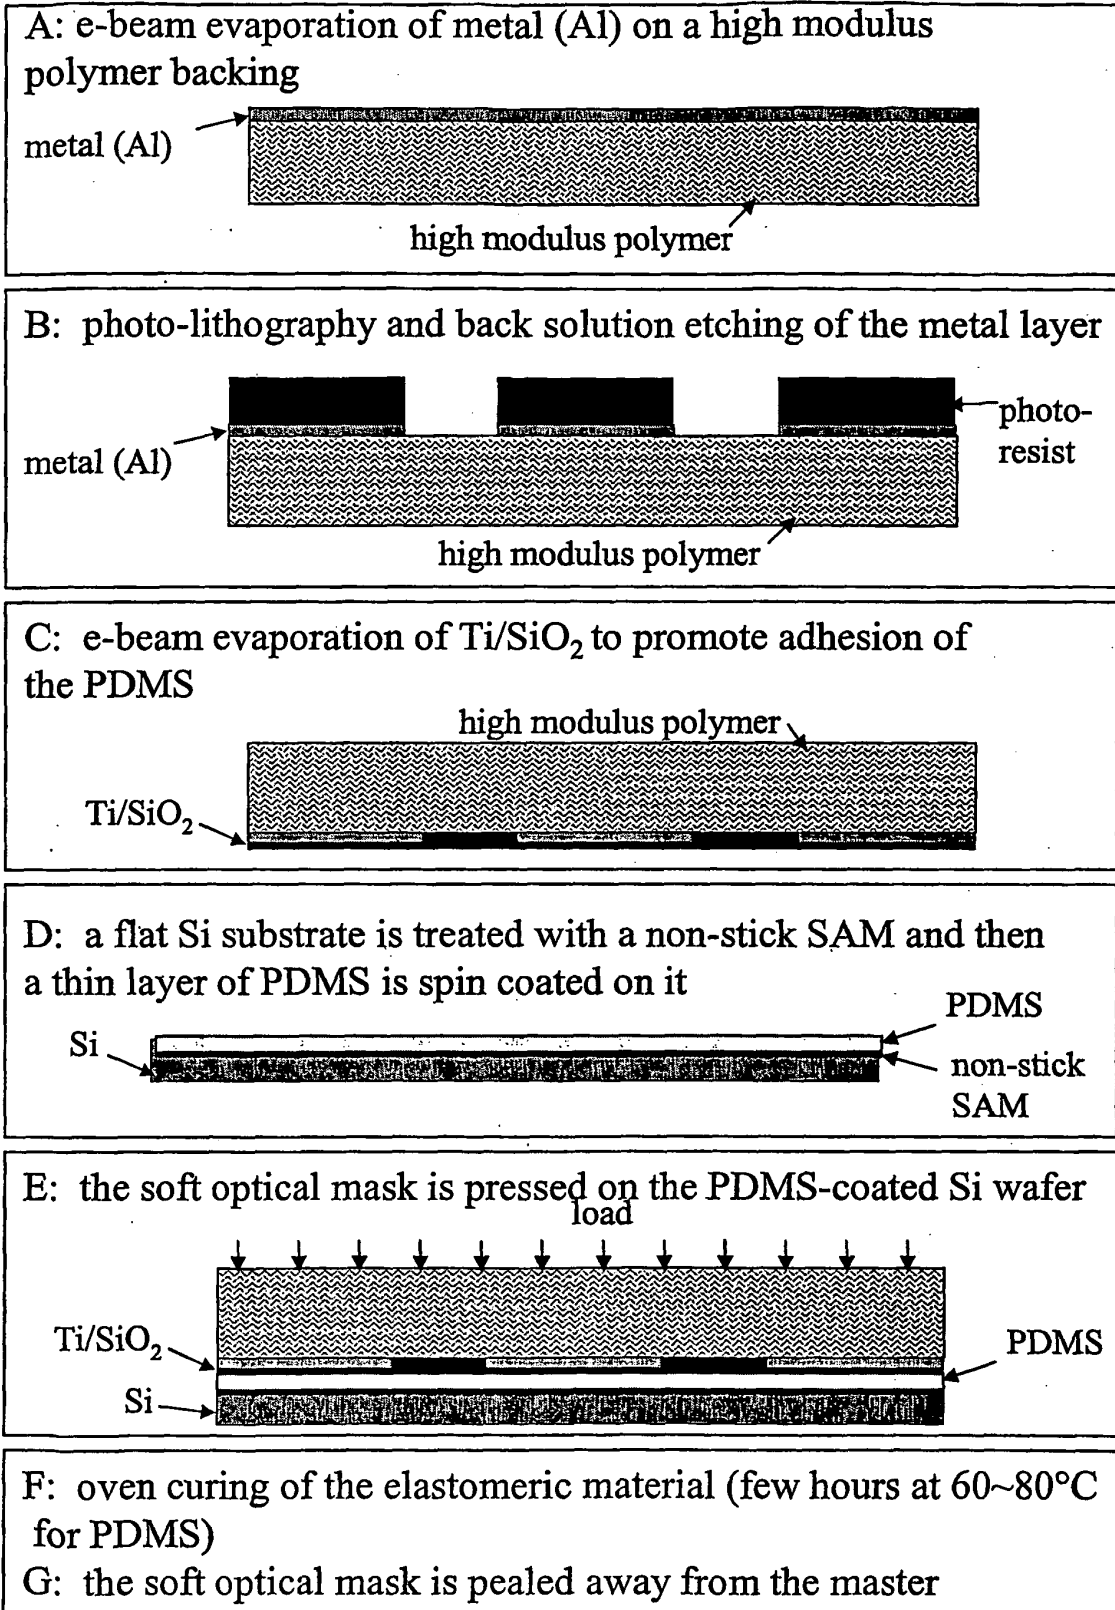 A: e-beam evaporation of metal (Al) on a high modulus
polymer backing
metal (Al)
high modulus polymer
B: photo-lithography and back solution etching of the metal layer
metal (Al)
photo-
resist
high modulus polymer
C: e-beam evaporation of Ti/SiO₂ to promote adhesion of
the PDMS
high modulus polymer
Ti/SiO₂
D: a flat Si substrate is treated with a non-stick SAM and then
a thin layer of PDMS is spin coated on it
PDMS
Si
non-stick
SAM
E: the soft optical mask is pressed on the PDMS-coated Si wafer
load
Ti/SiO₂
PDMS
Si
F: oven curing of the elastomeric material (few hours at 60~80°C
for PDMS)
G: the soft optical mask is pealed away from the master